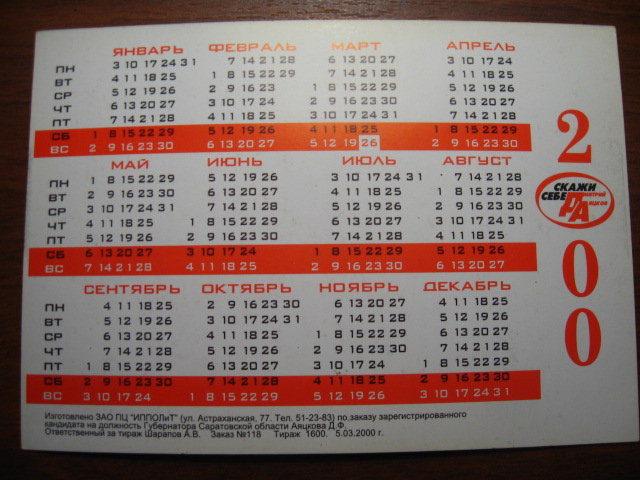 ЯНВАРЬ ФЕВРАЛЬ МАРТ АПРЕЛЬ
ПН 3 10 17 24 31 7 14 21 28 6 13 20 27 3 10 17 24
ВТ 4 11 18 25 1 8 15 22 29 7 14 21 28 4 11 18 25
СР 5 12 19 26 2 9 16 23 1 8 15 22 29 5 12 19 26
ЧТ 6 13 20 27 3 10 17 24 2 9 16 23 30 6 13 20 27
ПТ 7 14 21 28 4 11 18 25 3 10 17 24 31 7 14 21 28
СБ 1 8 15 22 29 5 12 19 26 4 11 18 25 1 8 15 22 29
ВС 2 9 16 23 30 6 13 20 27 5 12 19 26 2 9 16 23 30
МАЙ ИЮНЬ ИЮЛЬ АВГУСТ
ПН 1 8 15 22 29 5 12 19 26 3 10 17 24 31 7 14 21 28
ВТ 2 9 16 23 30 6 13 20 27 4 11 18 25 1 8 15 22 29
СР 3 10 17 24 31 7 14 21 28 5 12 19 26 2 9 16 23 30
ЧТ 4 11 18 25 1 8 15 22 29 6 13 20 27 3 10 17 24 31
ПТ 5 12 19 26 2 9 16 23 30 7 14 21 28 4 11 18 25
СБ 6 13 20 27 3 10 17 24 1 8 15 22 29 5 12 19 26
ВС 7 14 21 28 4 11 18 25 2 9 16 23 30 6 13 20 27
СЕНТЯБРЬ ОКТЯБРЬ НОЯБРЬ ДЕКАБРЬ
ПН 4 11 18 25 2 9 16 23 30 6 13 20 27 4 11 18 25
ВТ 5 12 19 26 3 10 17 24 31 7 14 21 28 5 12 19 26
СР 6 13 20 27 4 11 18 25 1 8 15 22 29 6 13 20 27
ЧТ 7 14 21 28 5 12 19 26 2 9 16 23 30 7 14 21 28
ПТ 1 8 15 22 29 6 13 20 27 3 10 17 24 1 8 15 22 29
СБ 2 9 16 23 30 7 14 21 28 4 11 18 25 2 9 16 23 30
ВС 3 10 17 24 1 8 15 22 29 5 12 19 26 3 10 17 24 31
2
СКАЖИ
СЕБЕ ДА
Дмитрий
Аяцков
0
0
Изготовлено ЗАО ПЦ "ИППОЛиТ" (ул. Астраханская, 77. Тел. 51-23-83) по заказу зарегистрированного
кандидата на должность Губернатора Саратовской области Аяцкова Д.Ф.
Ответственный за тираж Шарапов А.В. Заказ №118 Тираж 1600. 5.03.2000 г.